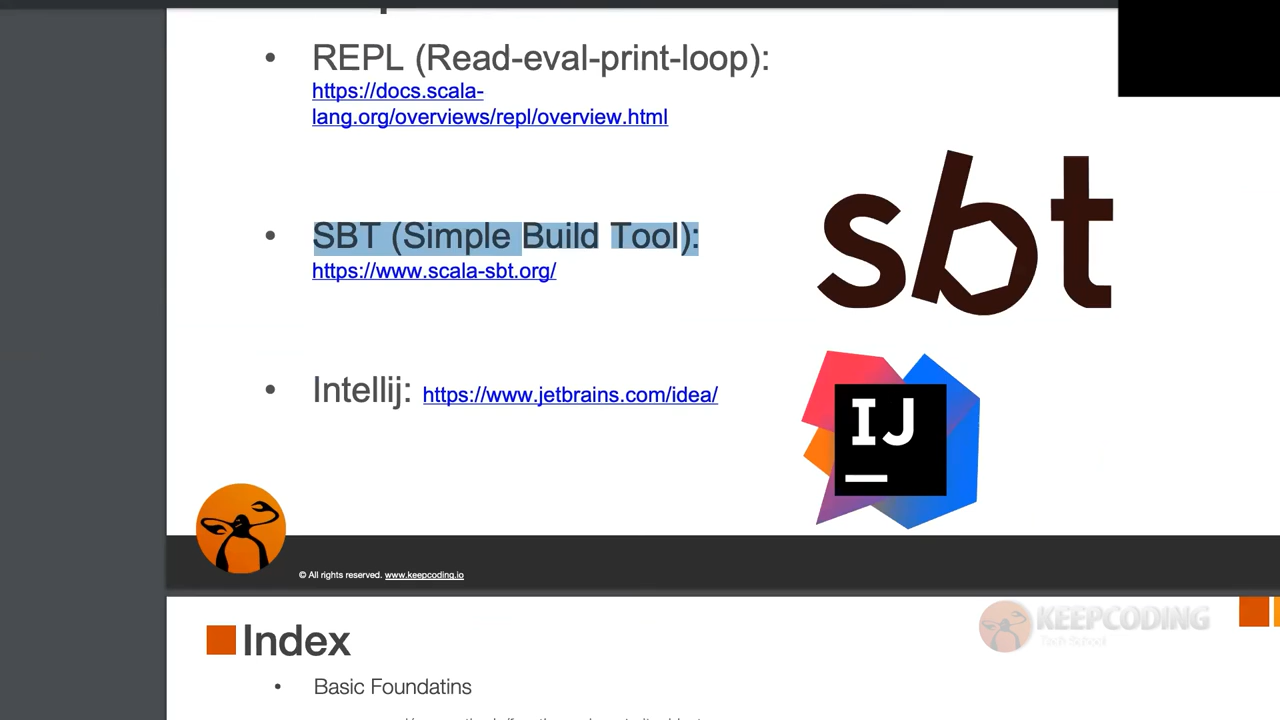 • REPL (Read-eval-print-loop):
https://docs.scala-
lang.org/overviews/repl/overview.html
• SBT (Simple Build Tool):
https://www.scala-sbt.org/
sbt
• Intellij: https://www.jetbrains.com/idea/
IJ
© All rights reserved. www.keepcoding.io
KEEPCODING
Tech School
Index
• Basic Foundatins